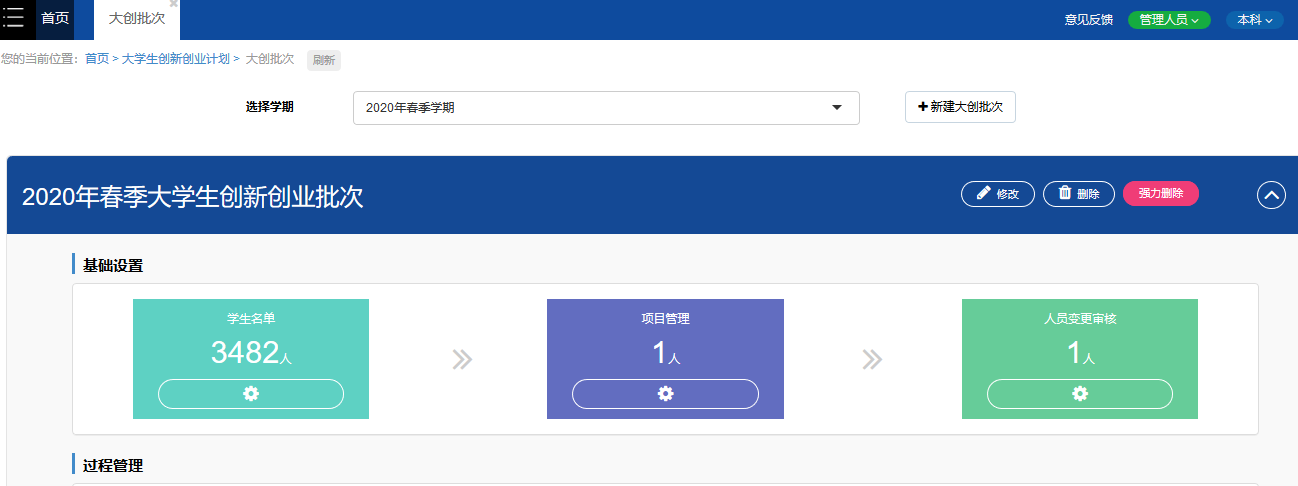 首页
大创批次
意见反馈
管理人员
本科
您的当前位置：首页 > 大学生创新创业计划 > 大创批次
刷新
选择学期
2020年春季学期
新建大创批次
2020年春季大学生创新创业批次
修改
删除
强力删除
基础设置
学生名单
3482人
项目管理
1人
人员变更审核
1人
过程管理